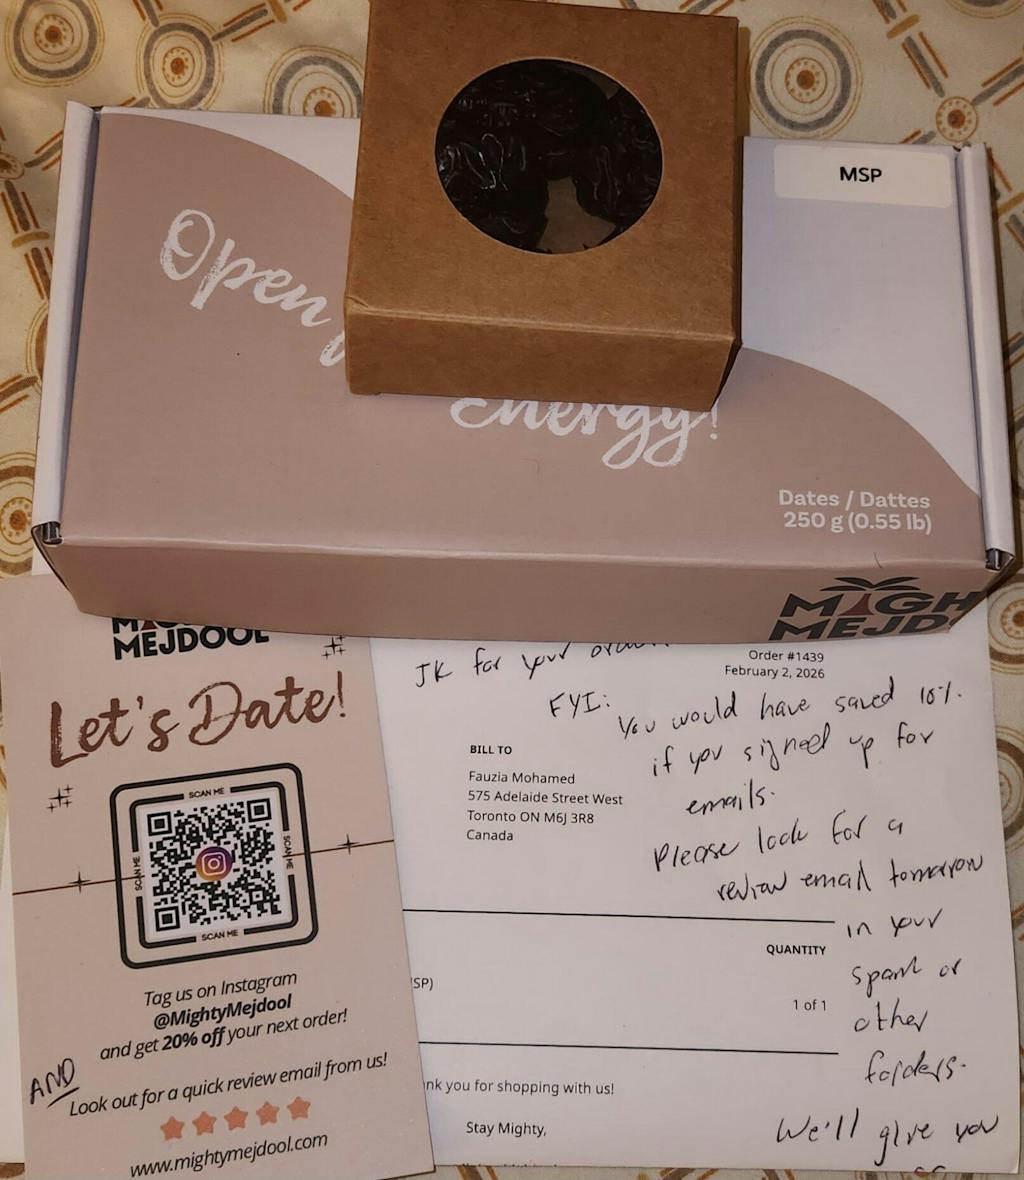 MSP
Open
Energy!
Dates / Dattes
250 g (0.55 lb)
MIGH
MEJD
MEJDOOL
Let's Date!
SCAN ME
SCAN ME
SCAN ME
SCAN ME
Tag us on Instagram
@MightyMejdool
and get 20% off your next order!
AND
Look out for a quick review email from us!
www.mightymejdool.com
JK for your order
Order #1439
February 2, 2026
FYI:
You would have saved 10%
if you signed up for
emails.
Please look for a
review email tomorrow
in your
spam or
other
folders.
We'll give you
BILL TO
Fauzia Mohamed
575 Adelaide Street West
Toronto ON M6J 3R8
Canada
QUANTITY
SP)
1 of 1
nk you for shopping with us!
Stay Mighty,